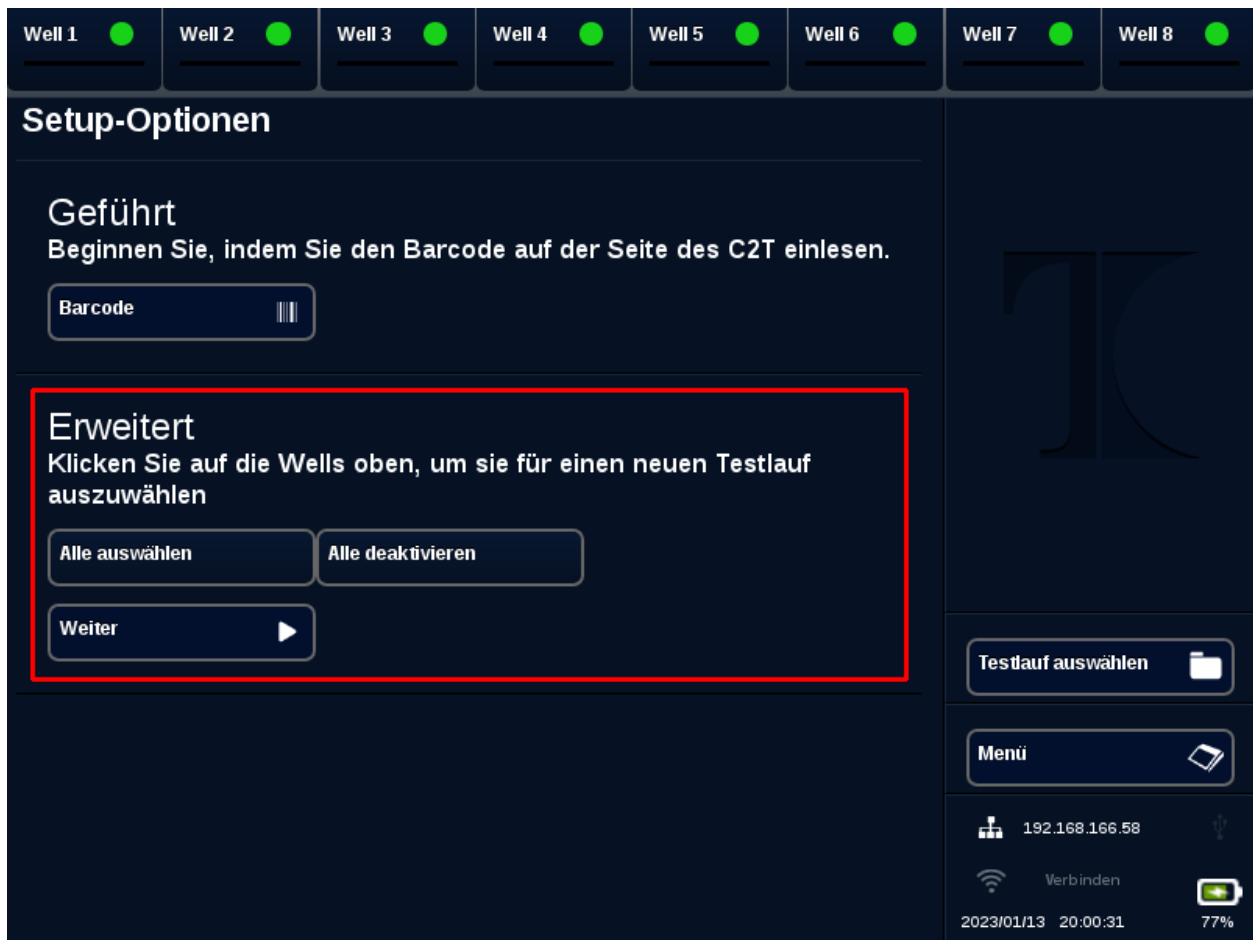 Well 1 Well 2 Well 3 Well 4 Well 5 Well 6 Well 7 Well 8
Setup-Optionen
Geführt
Beginnen Sie, indem Sie den Barcode auf der Seite des C2T einlesen.
Barcode
Erweitert
Klicken Sie auf die Wells oben, um sie für einen neuen Testlauf
auszuwählen
Alle auswählen Alle deaktivieren
Weiter
Testlauf auswählen
Menü
192.168.166.58
Verbinden
2023/01/13 20:00:31 77%